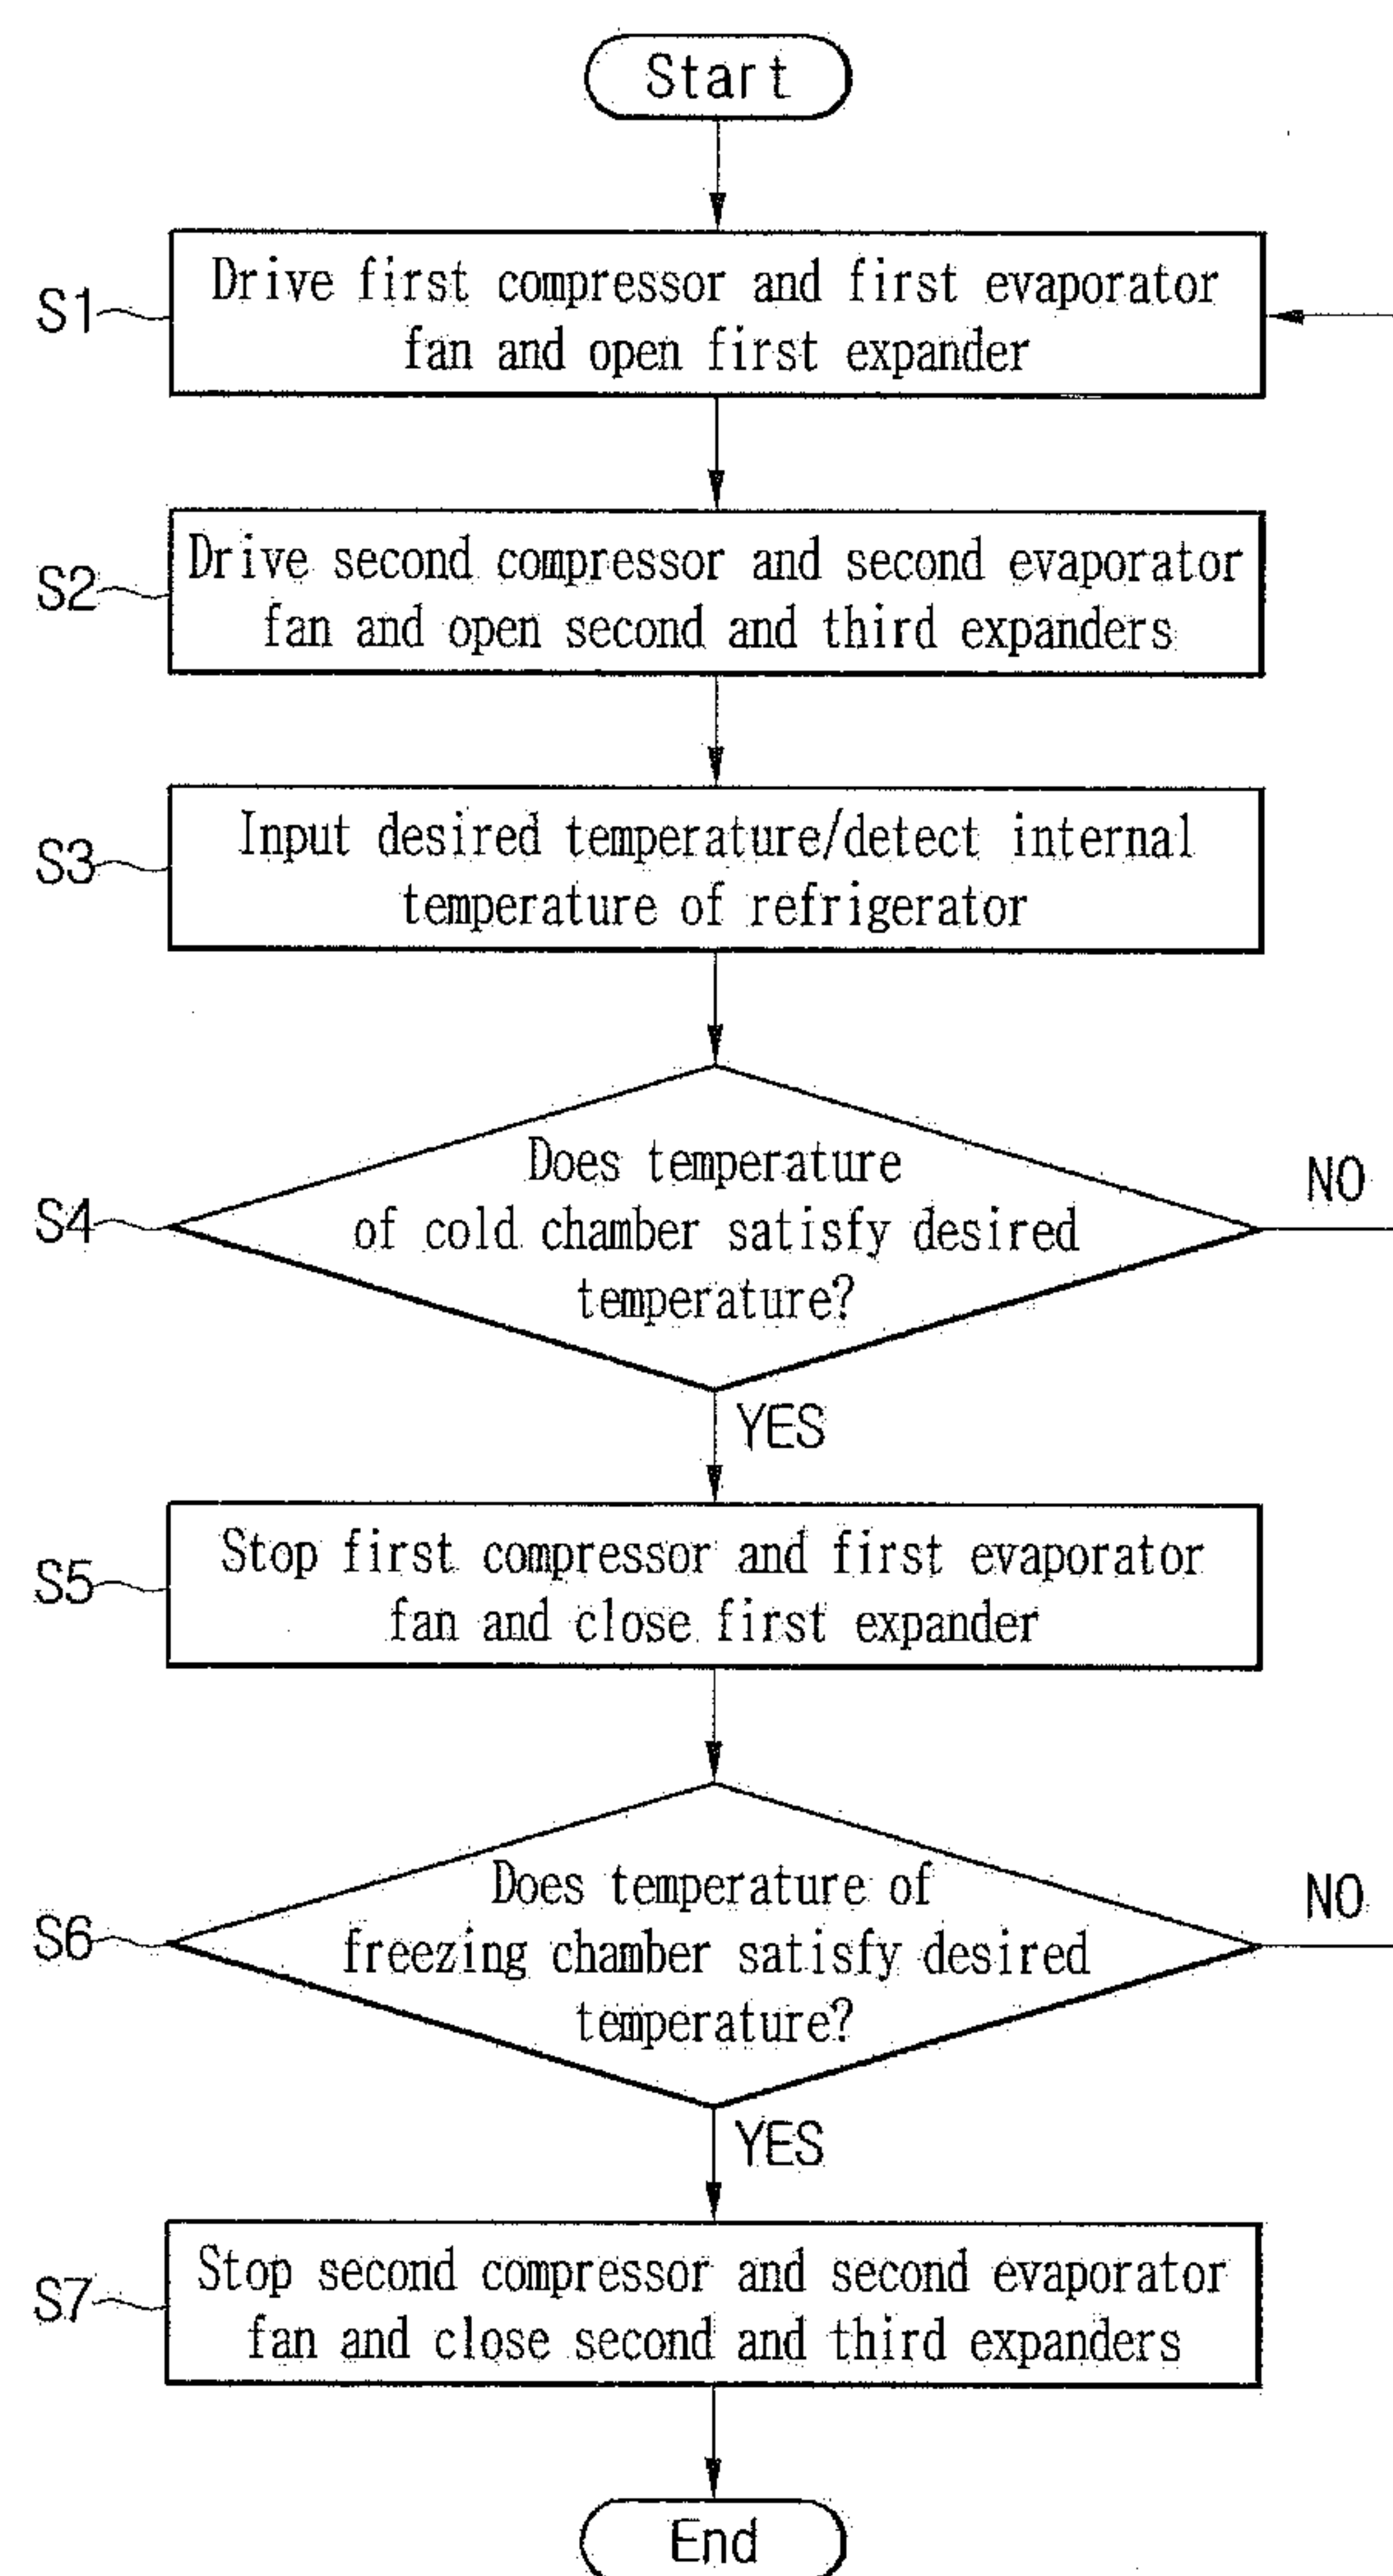 Start
S1
Drive first compressor and first evaporator
fan and open first expander
S2
Drive second compressor and second evaporator
fan and open second and third expanders
S3
Input desired temperature/detect internal
temperature of refrigerator
S4
Does temperature
of cold chamber satisfy desired
temperature?
NO
YES
S5
Stop first compressor and first evaporator
fan and close first expander
S6
Does temperature of
freezing chamber satisfy desired
temperature?
NO
YES
S7
Stop second compressor and second evaporator
fan and close second and third expanders
End